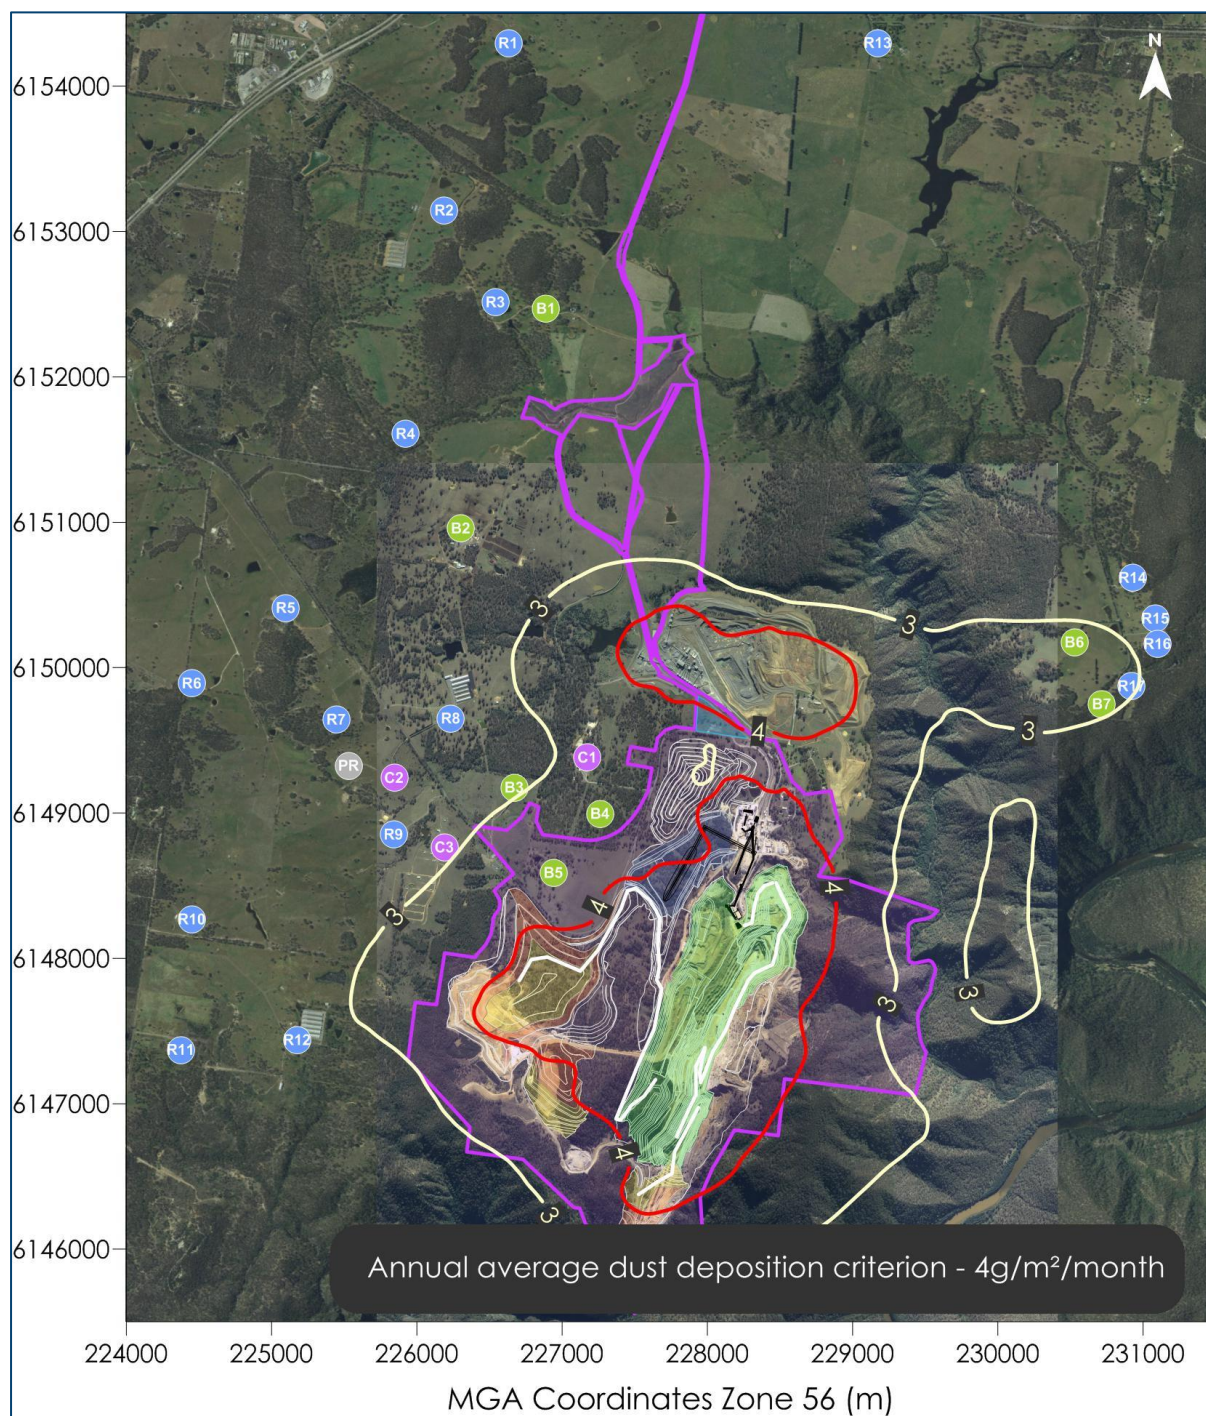 R1
R13
N
6154000
R2
6153000
R3
B1
6152000
R4
6151000
B2
R14
R5
3
3
R15
B6
R16
6150000
R6
R17
R7
R8
B7
4
3
C1
PR
C2
B3
6149000
B4
R9
C3
B5
4
R10
3
4
6148000
3
3
R12
R11
6147000
4
3
6146000
Annual average dust deposition criterion - 4g/m²/month
224000 225000 226000 227000 228000 229000 230000 231000
MGA Coordinates Zone 56 (m)